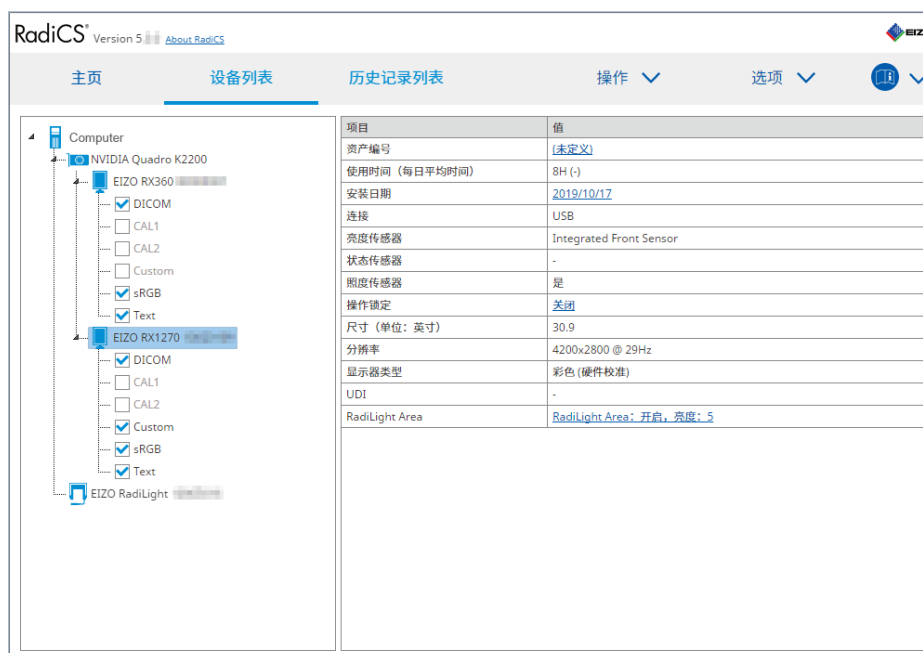 RadiCS® Version 5. About RadiCS
EIZ
主页 设备列表 历史记录列表 操作 选项
Computer
NVIDIA Quadro K2200
EIZO RX360
DICOM
CAL1
CAL2
Custom
sRGB
Text
EIZO RX1270
DICOM
CAL1
CAL2
Custom
sRGB
Text
EIZO RadiLight
项目 值
资产编号 (未定义)
使用时间（每日平均时间） 8H (-)
安装日期 2019/10/17
连接 USB
亮度传感器 Integrated Front Sensor
状态传感器 -
照度传感器 是
操作锁定 关闭
尺寸（单位：英寸） 30.9
分辨率 4200x2800 @ 29Hz
显示器类型 彩色 (硬件校准)
UDI -
RadiLight Area RadiLight Area：开启，亮度：5